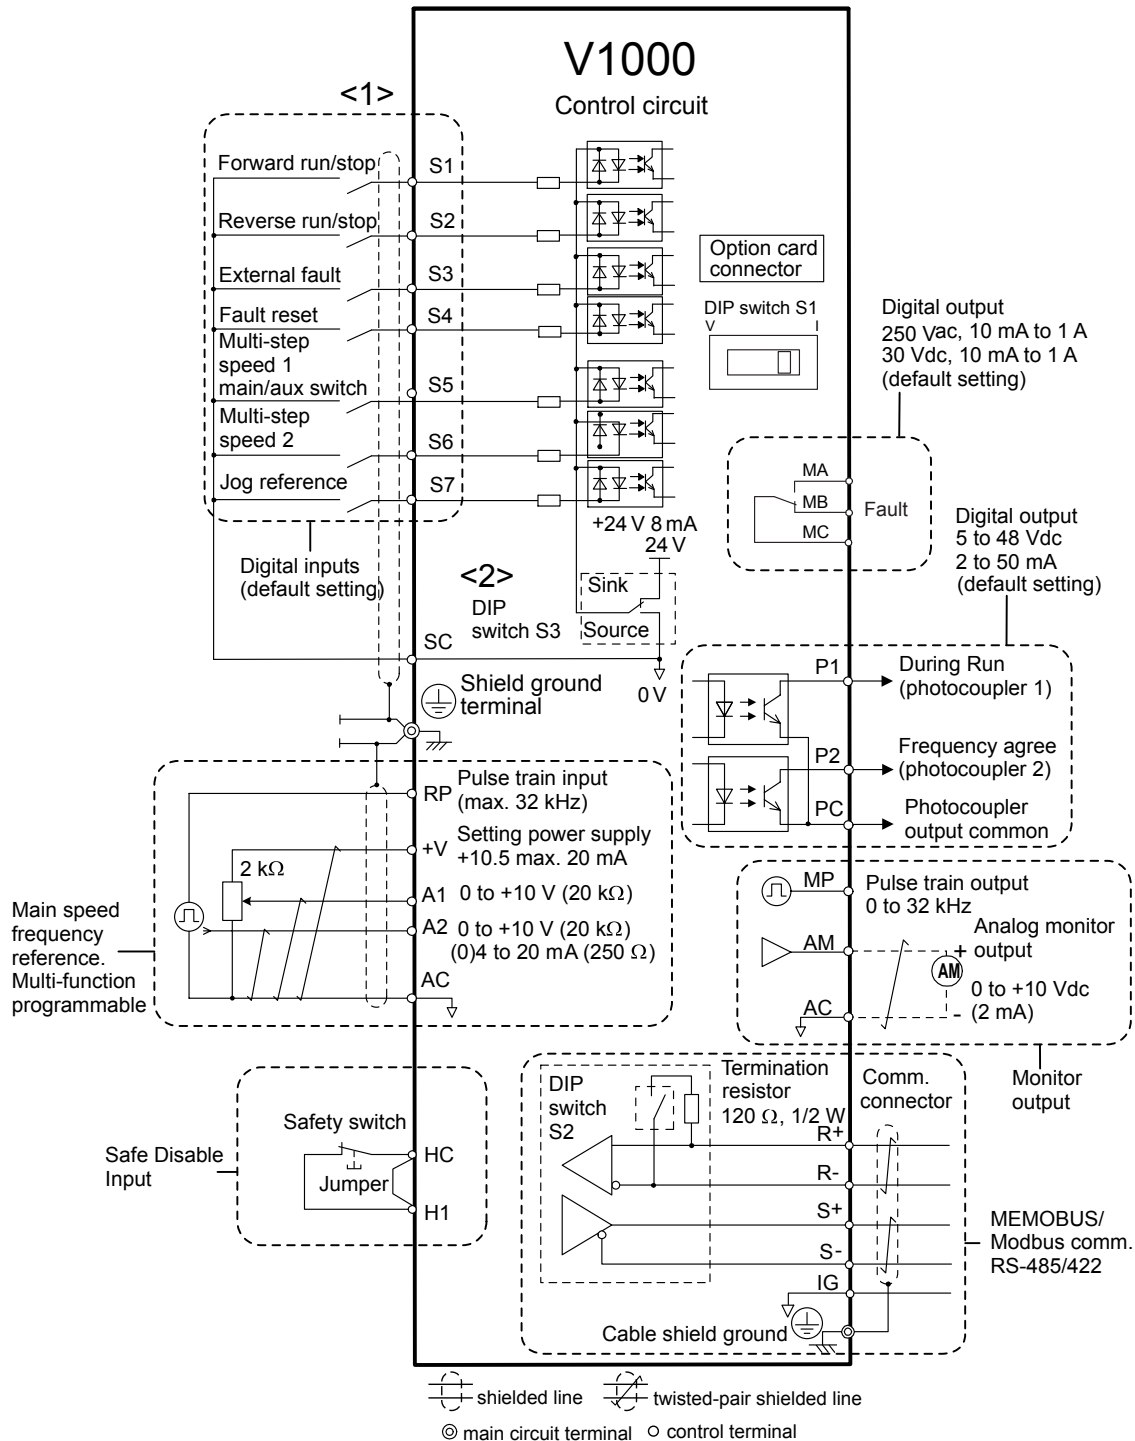 V1000
Control circuit
<1>
Forward run/stop
S1
Reverse run/stop
S2
External fault
S3
Fault reset
S4
Multi-step
speed 1
main/aux switch
S5
Multi-step
speed 2
S6
Jog reference
S7
Digital inputs
(default setting)
Option card
connector
DIP switch S1
V I
+24 V 8 mA
24 V
<2>
DIP
switch S3
Sink
Source
SC
0 V
Shield ground
terminal
Digital output
250 Vac, 10 mA to 1 A
30 Vdc, 10 mA to 1 A
(default setting)
MA
MB
MC
Fault
Digital output
5 to 48 Vdc
2 to 50 mA
(default setting)
P1
During Run
(photocoupler 1)
P2
Frequency agree
(photocoupler 2)
PC
Photocoupler
output common
RP
Pulse train input
(max. 32 kHz)
+V
Setting power supply
+10.5 max. 20 mA
2 kΩ
A1
0 to +10 V (20 kΩ)
A2
0 to +10 V (20 kΩ)
(0)4 to 20 mA (250 Ω)
AC
Main speed
frequency
reference.
Multi-function
programmable
MP
Pulse train output
0 to 32 kHz
AM
Analog monitor
output
+
AM
0 to +10 Vdc
(2 mA)
AC
-
Monitor
output
Safety switch
HC
Jumper
H1
Safe Disable
Input
DIP
switch
S2
Termination
resistor
120 Ω, 1/2 W
Comm.
connector
R+
R-
S+
S-
IG
Cable shield ground
MEMOBUS/
Modbus comm.
RS-485/422
shielded line
twisted-pair shielded line
main circuit terminal
control terminal